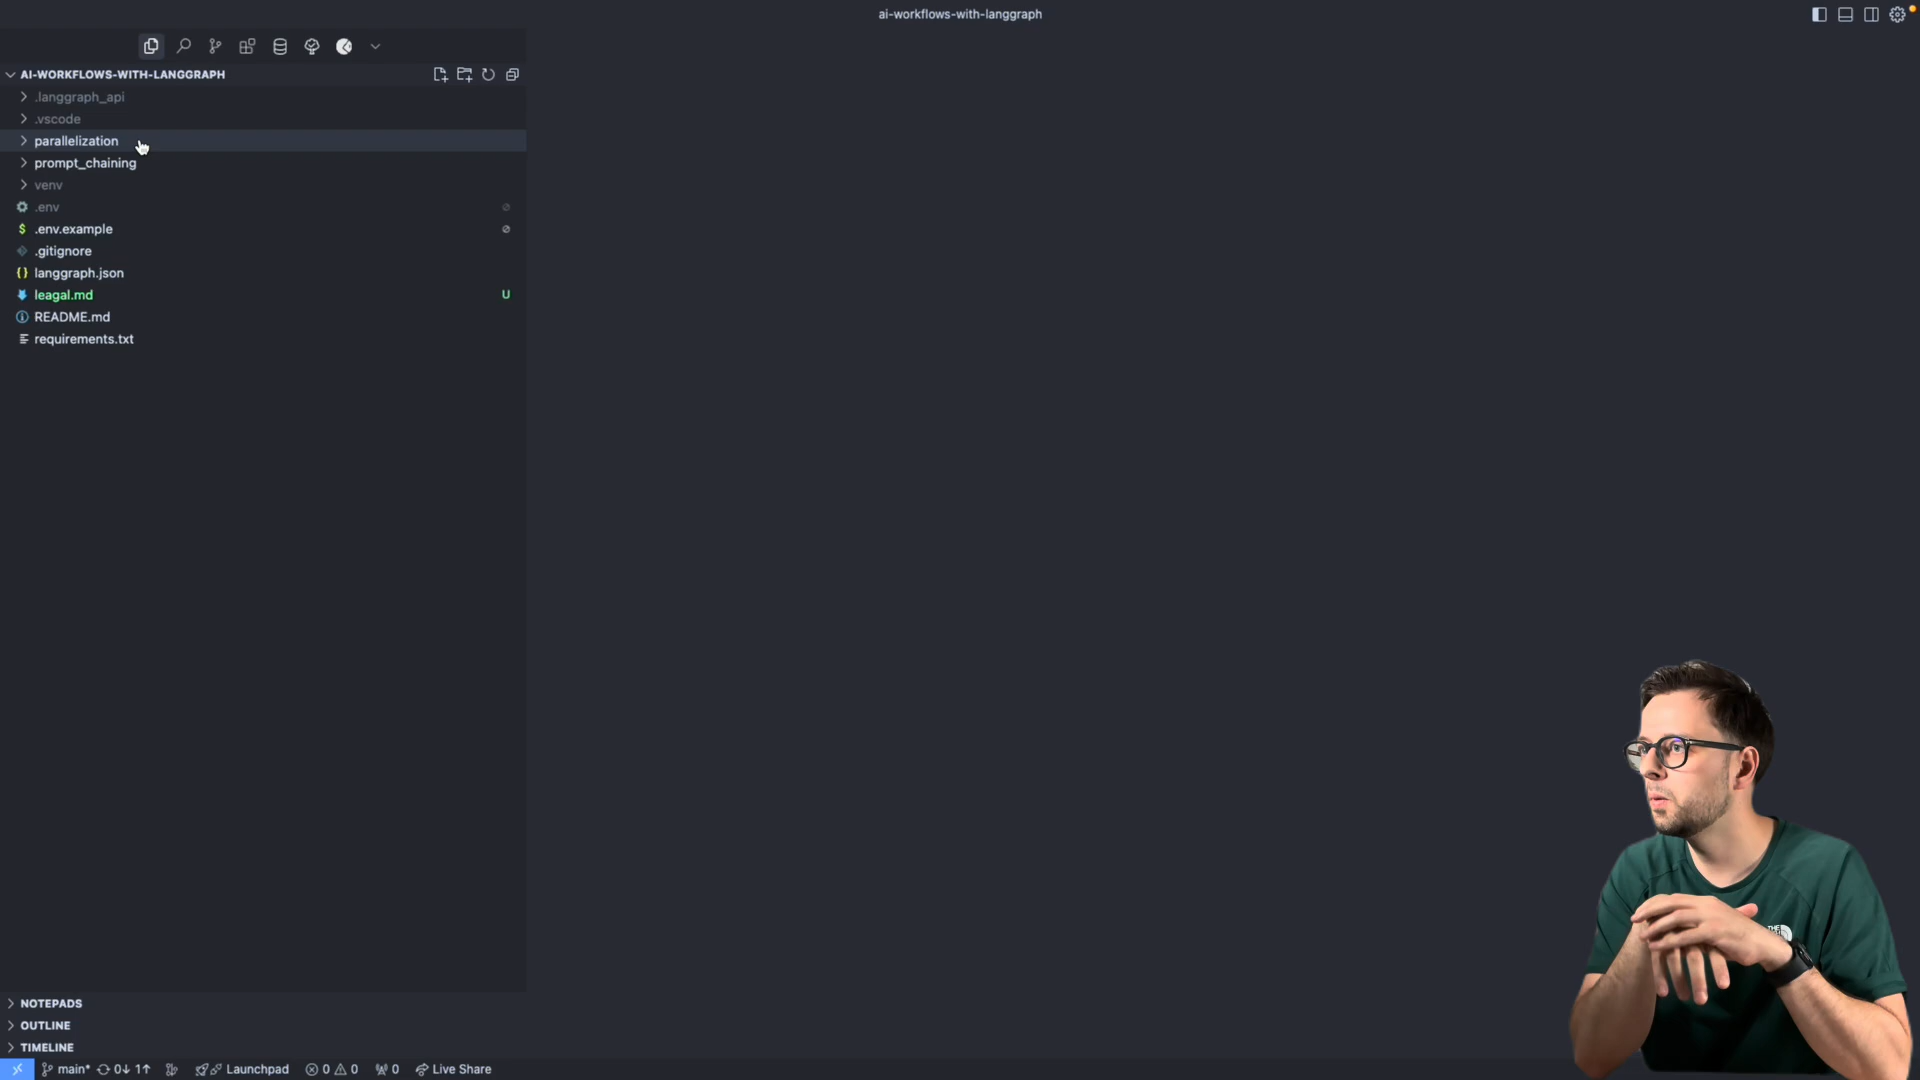 ai-workflows-with-langgraph
AI-WORKFLOWS-WITH-LANGGRAPH
.langgraph_api
.vscode
parallelization
prompt_chaining
venv
.env
.env.example
.gitignore
langgraph.json
leagal.md U
README.md
requirements.txt
THE
NOTEPADS
OUTLINE
TIMELINE
main* 0↓ 1↑ Launchpad 0 0 0 Live Share